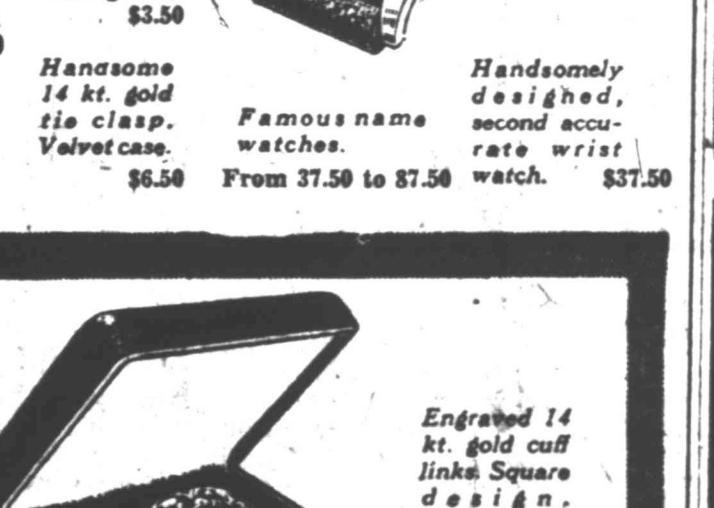 $3.50
Handsome
14 kt. gold
tie clasp.
Velvet case.
$6.50
Famous name
watches.
From 37.50 to 87.50
Handsomely
designed,
second accu-
rate wrist
watch. $37.50
Engraved 14
kt. gold cuff
links. Square
design,